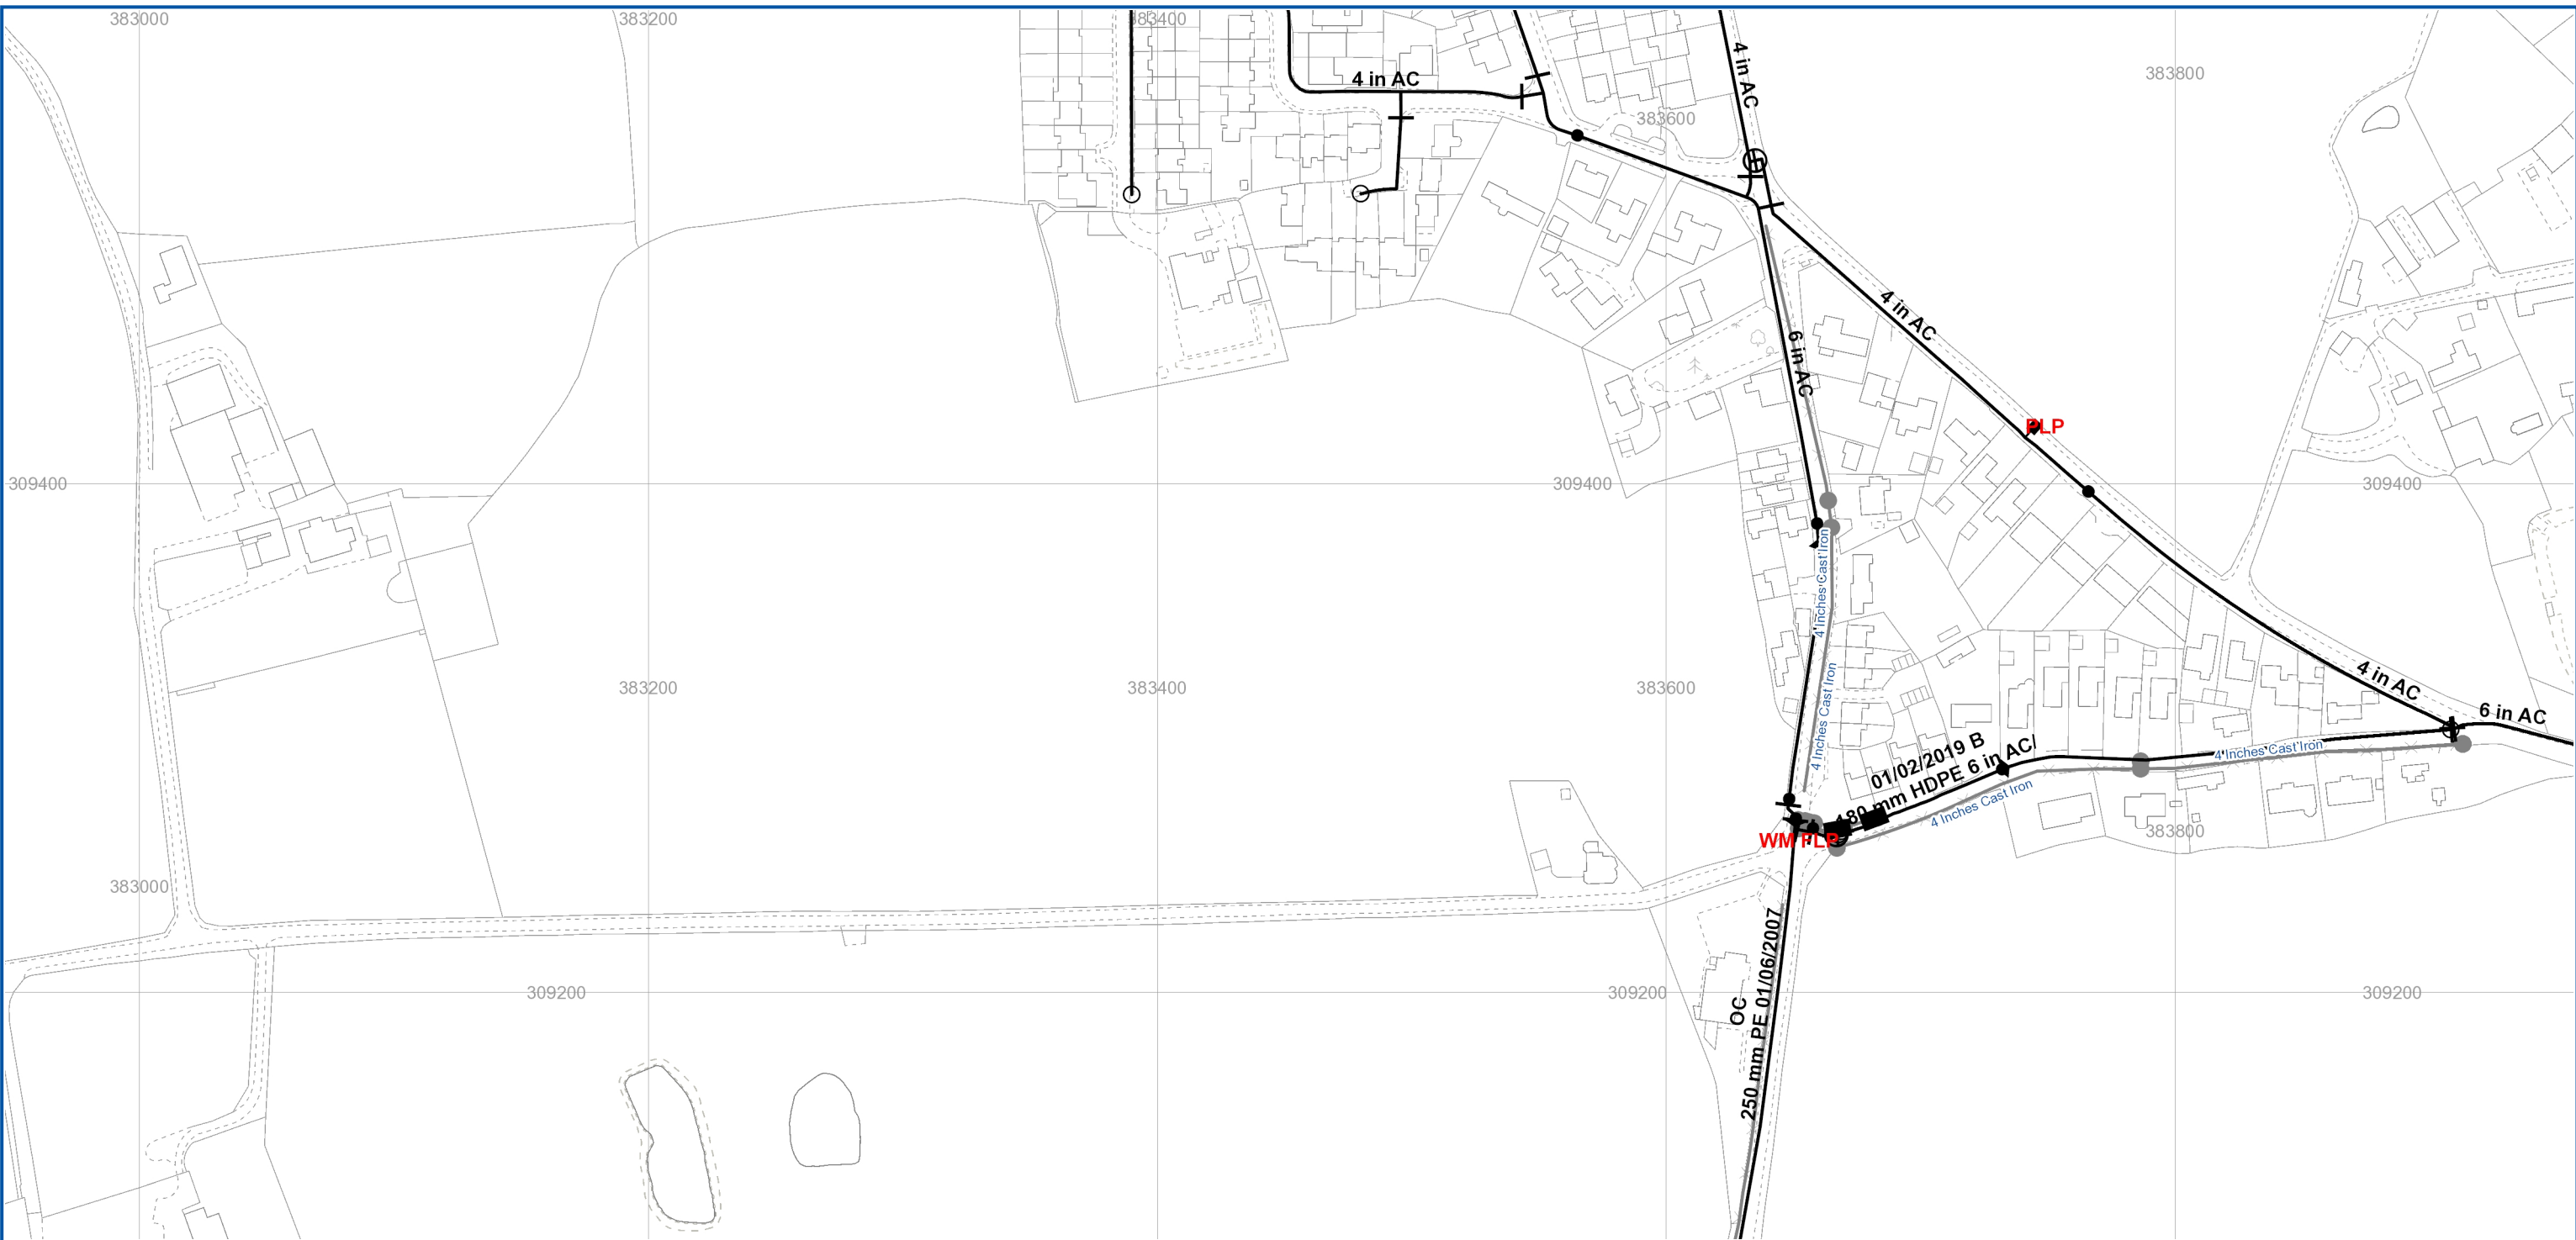 383000
383200
383400
383800
383600
4 in AC
4 in AC
4 in AC
6 in AC
PLP
309400
309400
309400
4 Inches Cast Iron
4 Inches Cast Iron
383200
383400
383600
4 in AC
6 in AC
4 Inches Cast Iron
01/02/2019 B
180 mm HDPE 6 in AC/
4 Inches Cast Iron
383800
WM FLP
383000
309200
309200
309200
OC
250 mm PE 01/06/2007